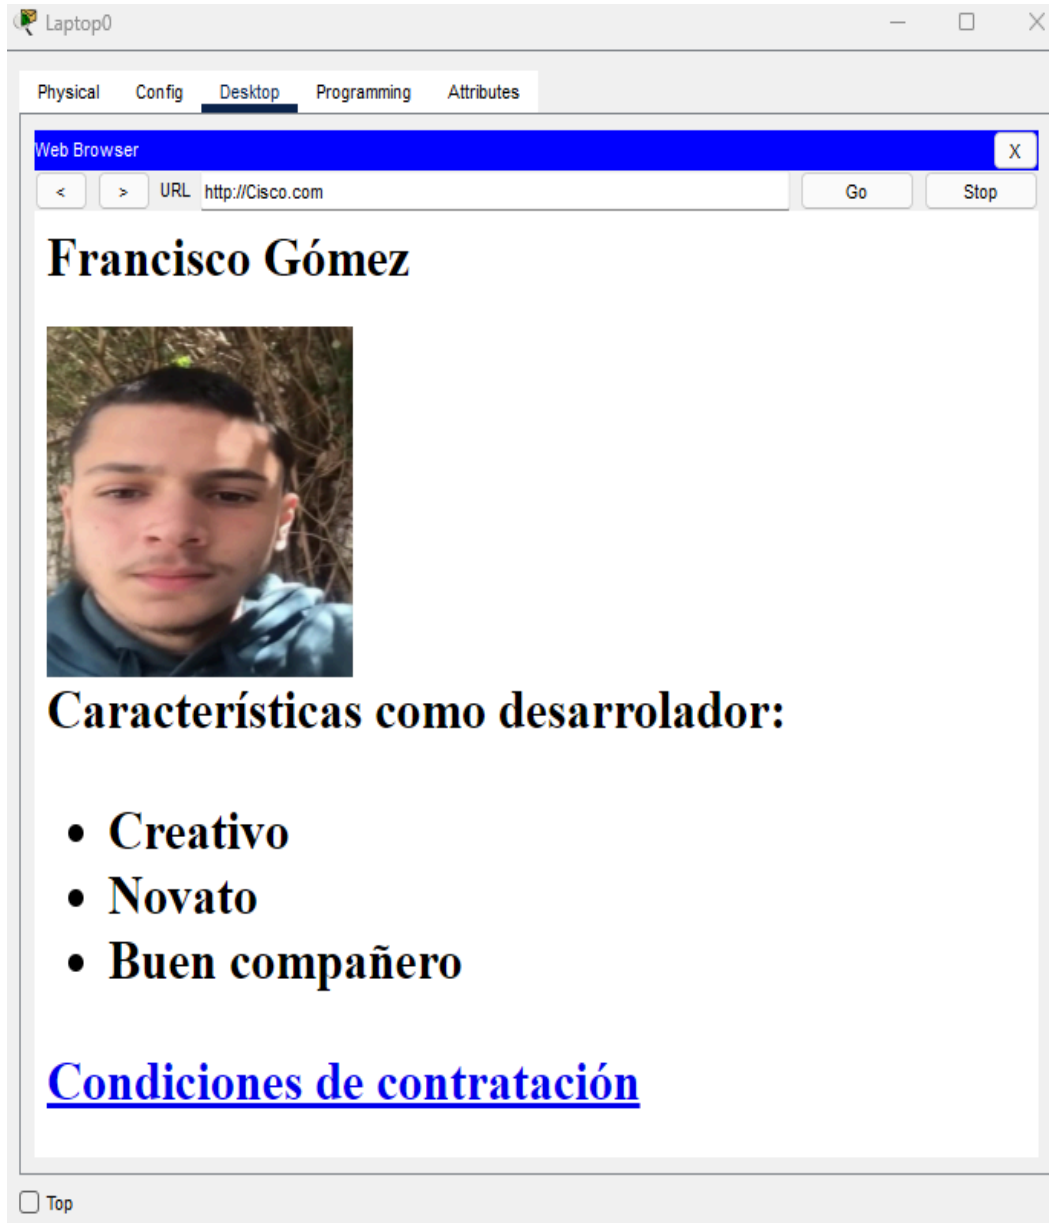 Laptop0
Physical Config Desktop Programming Attributes
Web Browser X
< > URL http://Cisco.com Go Stop
Francisco Gómez
Características como desarrolador:
• Creativo
• Novato
• Buen compañero
Condiciones de contratación
Top